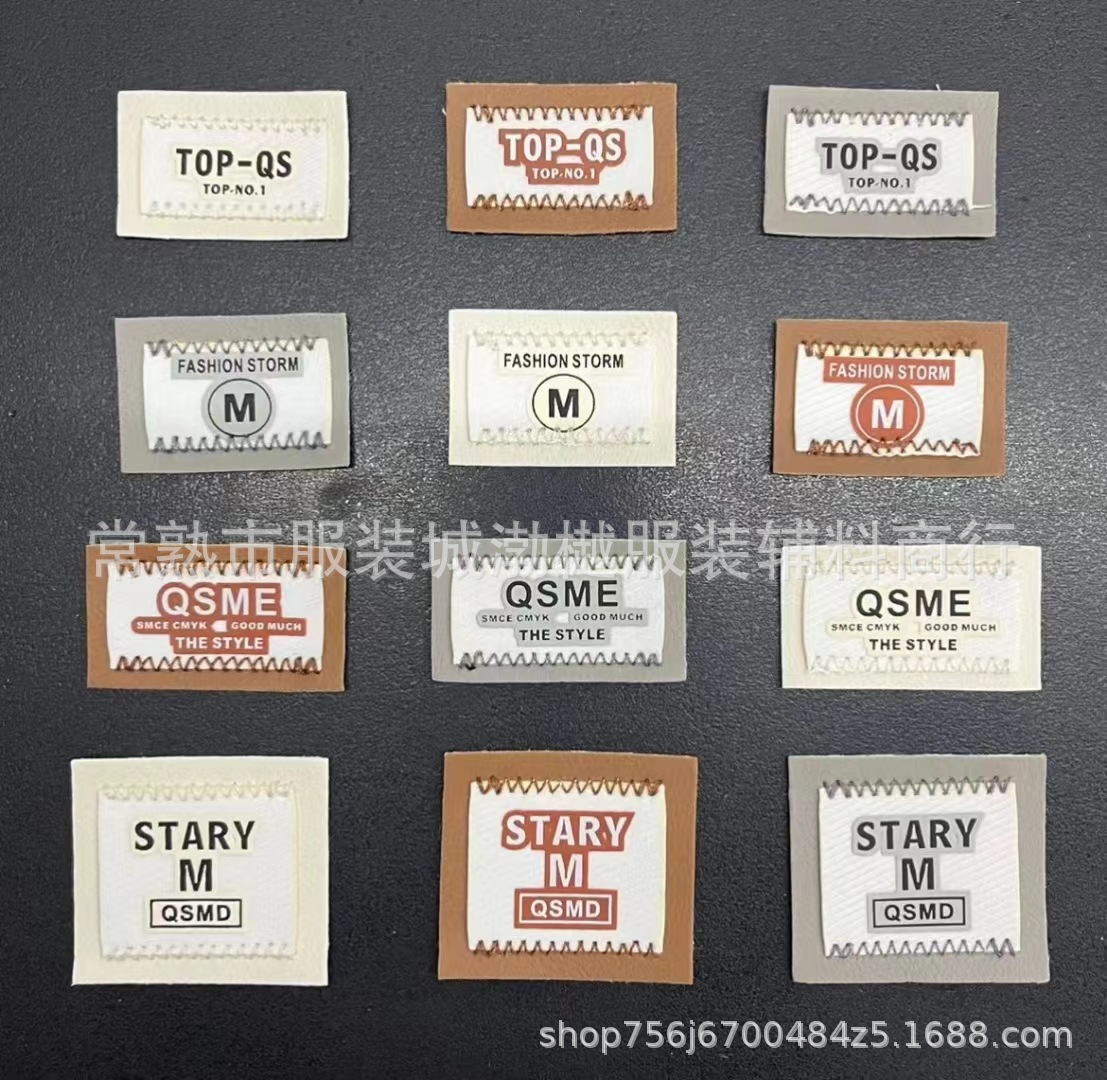 TOP-QS
TOP-NO.1
TOP-QS
TOP-NO.1
TOP-QS
TOP-NO.1
FASHION STORM
M
FASHION STORM
M
FASHION STORM
M
常熟市服装城渤樾服装辅料商行
QSME
SMCE CMYK GOOD MUCH
THE STYLE
QSME
SMCE CMYK GOOD MUCH
THE STYLE
QSME
SMCE CMYK GOOD MUCH
THE STYLE
STARY
M
QSMD
STARY
M
QSMD
STARY
M
QSMD
shop756j6700484z5.1688.com